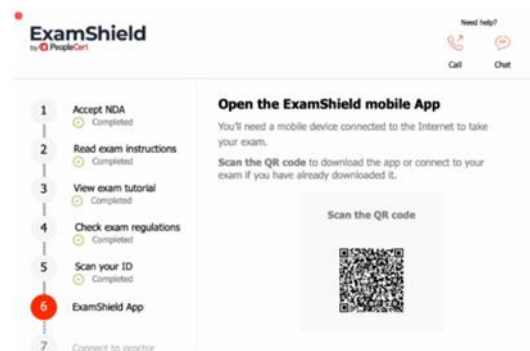 ExamShield
by PeopleCert
Need help?
Call
Chat
1
Accept NDA
Completed
2
Read exam instructions
Completed
3
View exam tutorial
Completed
4
Check exam regulations
Completed
5
Scan your ID
Completed
6
ExamShield App
7
Connect to proctor
Open the ExamShield mobile App
You'll need a mobile device connected to the Internet to take
your exam.
Scan the QR code to download the app or connect to your
exam if you have already downloaded it.
Scan the QR code